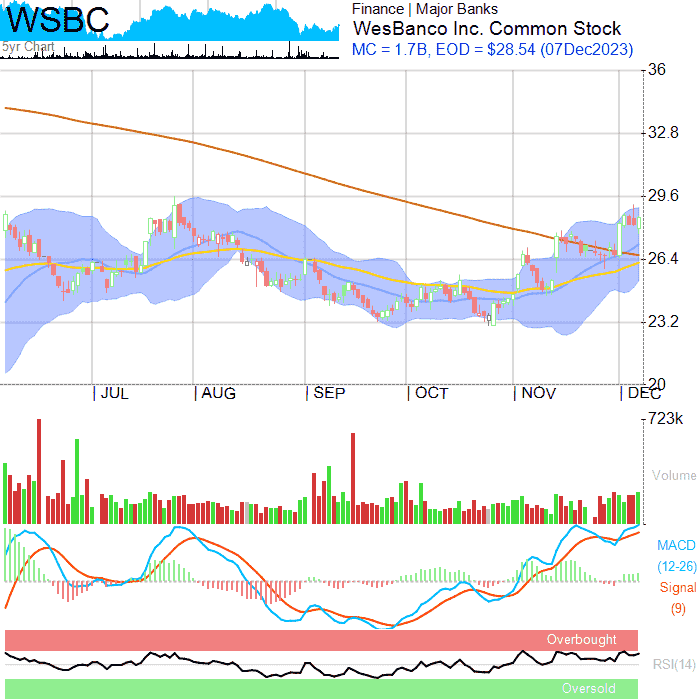 WSBC
5yr Chart
Finance | Major Banks
WesBanco Inc. Common Stock
MC = 1.7B, EOD = $28.54 (07Dec2023)
36
32.8
29.6
26.4
23.2
20
JUL
AUG
SEP
OCT
NOV
DEC
723k
Volume
MACD
(12-26)
Signal
(9)
Overbought
RSI(14)
Oversold